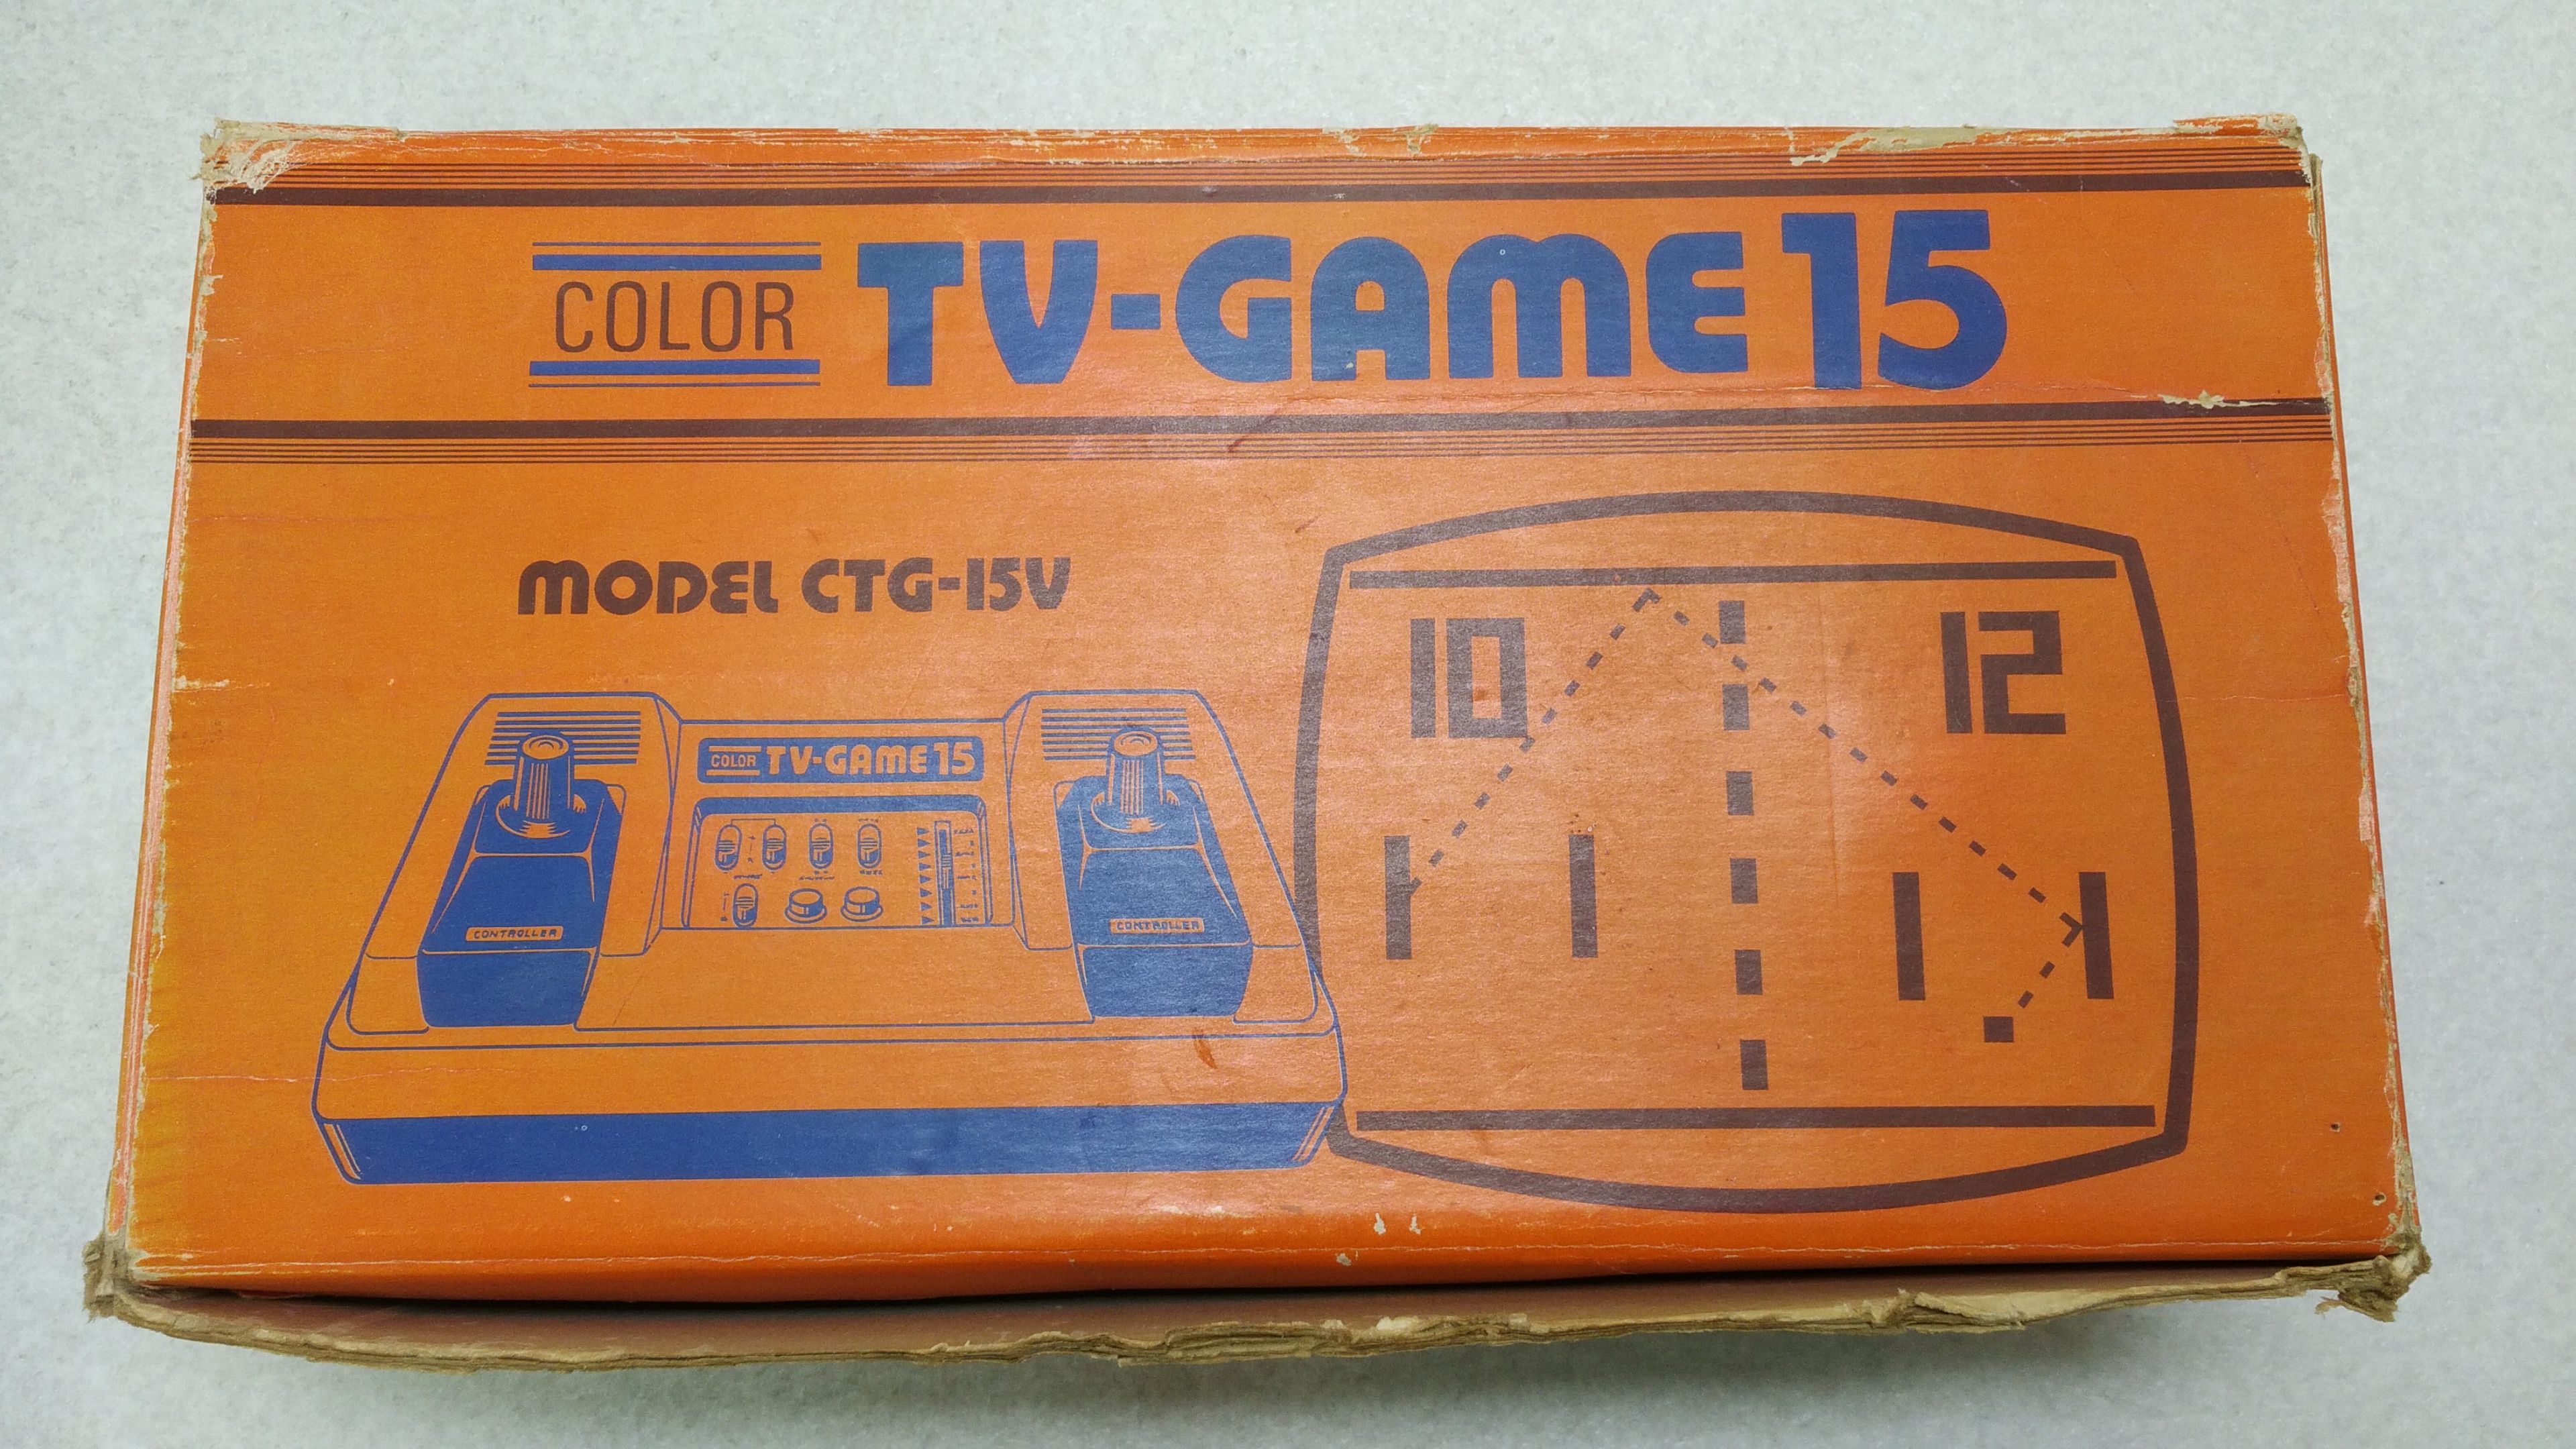 COLOR TV-GAME 15
MODEL CTG-15V
10 12
COLOR TV-GAME 15
CONTROLLER CONTROLLER